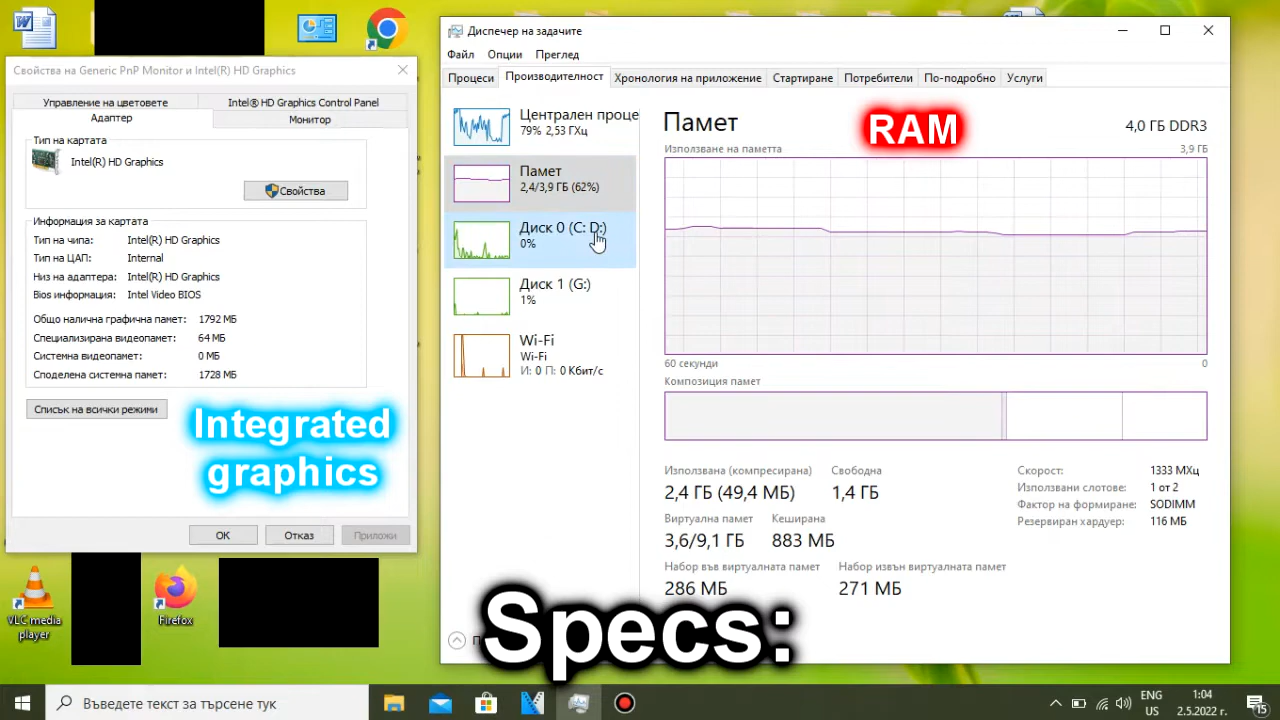 Свойства на Generic PnP Monitor и Intel(R) HD Graphics
Управление на цветовете
Intel® HD Graphics Control Panel
Адаптер
Монитор
Тип на картата
Intel(R) HD Graphics
Свойства
Информация за картата
Тип на чипа: Intel(R) HD Graphics
Тип на ЦАП: Internal
Низ на адаптера: Intel(R) HD Graphics
Bios информация: Intel Video BIOS
Общо налична графична памет: 1792 МБ
Специализирана видеопамет: 64 МБ
Системна видеопамет: 0 МБ
Споделена системна памет: 1728 МБ
Списък на всички режими
Integrated
graphics
ОК
Отказ
Приложи
VLC media
player
Firefox
Диспечер на задачите
Файл Опции Преглед
Процеси Производителност Хронология на приложение Стартиране Потребители По-подробно Услуги
Централен проце
79% 2,53 ГХц
Памет
2,4/3,9 ГБ (62%)
Диск 0 (C: D:)
0%
Диск 1 (G:)
1%
Wi-Fi
Wi-Fi
И: 0 П: 0 Кбит/с
Памет
RAM
4,0 ГБ DDR3
Използване на паметта
3,9 ГБ
60 секунди
0
Композиция памет
Използвана (компресирана)
2,4 ГБ (49,4 МБ)
Свободна
1,4 ГБ
Виртуална памет
3,6/9,1 ГБ
Кеширана
883 МБ
Набор във виртуалната памет
286 МБ
Набор извън виртуалната памет
271 МБ
Скорост: 1333 МХц
Използвани слотове: 1 от 2
Фактор на формиране: SODIMM
Резервиран хардуер: 116 МБ
Specs:
Въведете текст за търсене тук
ENG
US
1:04
2.5.2022 г.
15